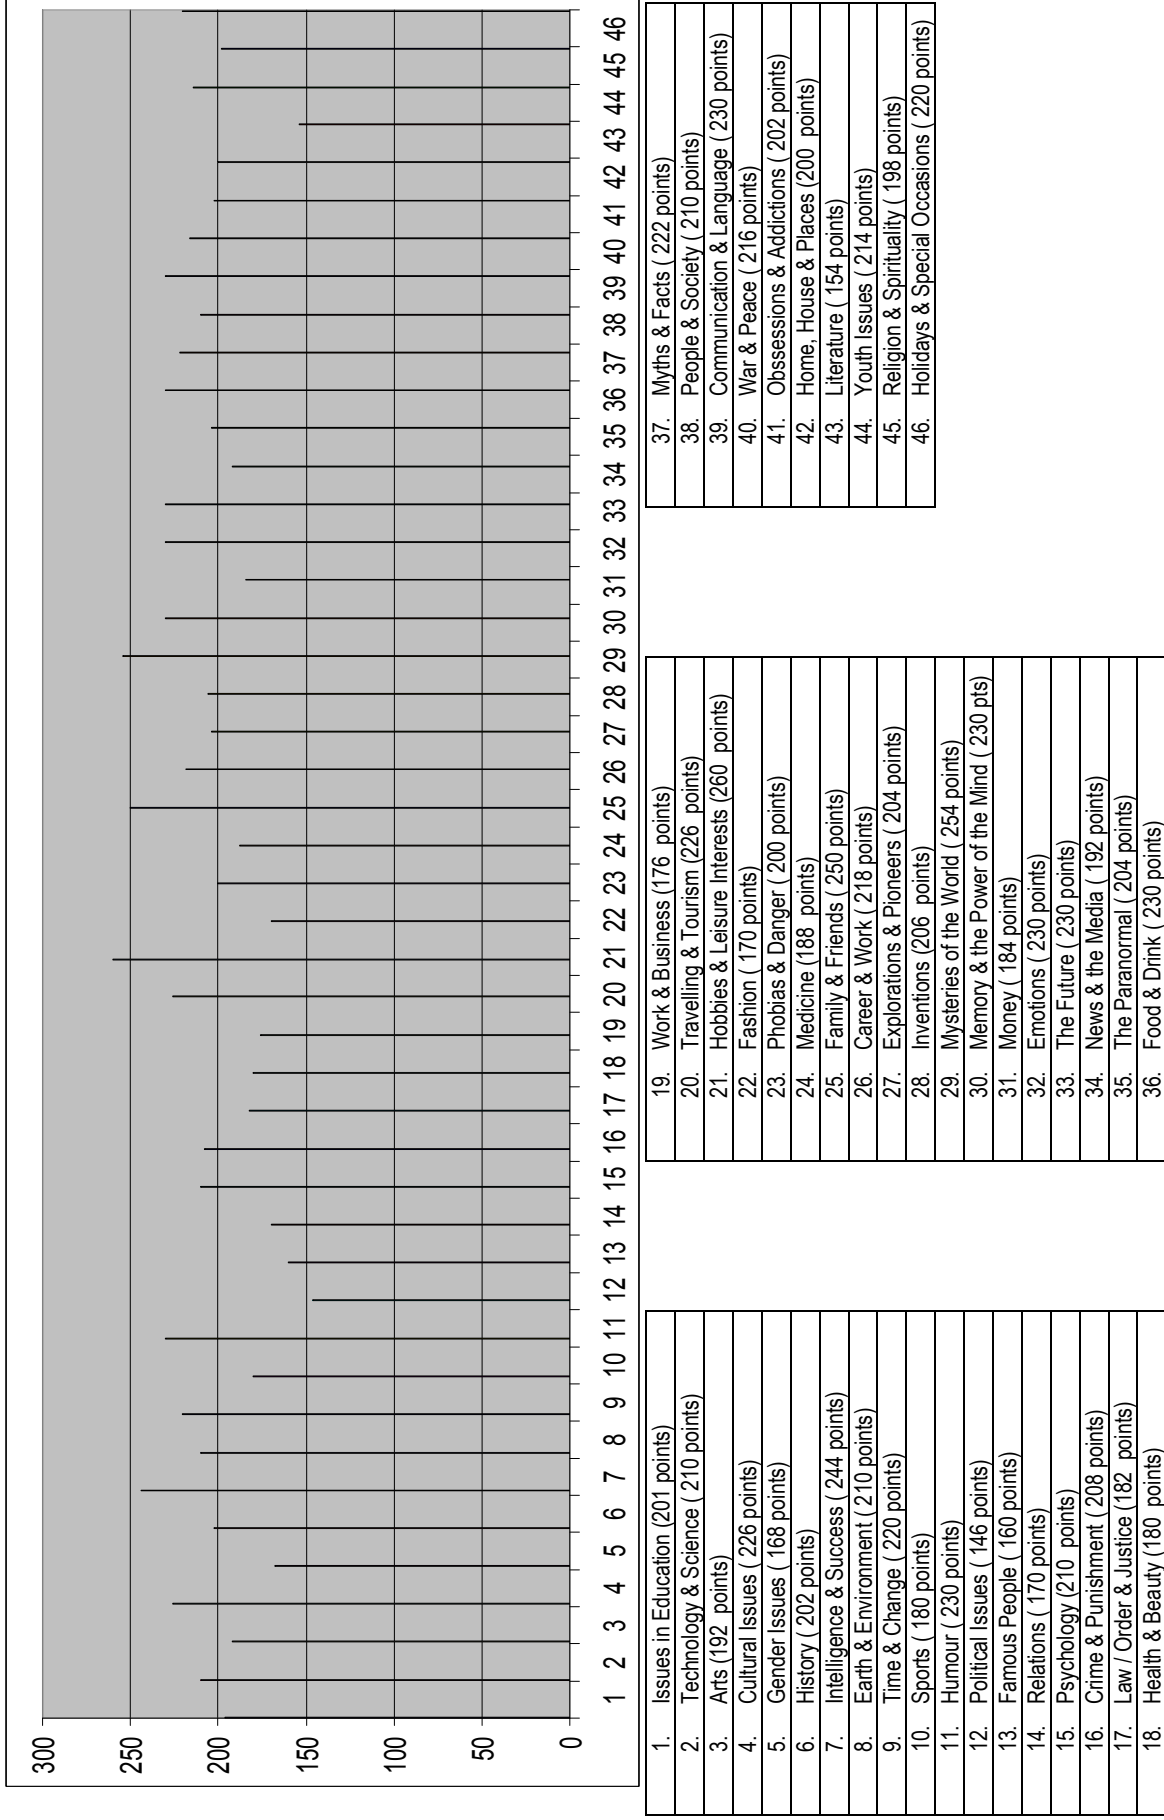 300
250
200
150
100
50
0
1 2 3 4 5 6 7 8 9 10 11 12 13 14 15 16 17 18 19 20 21 22 23 24 25 26 27 28 29 30 31 32 33 34 35 36 37 38 39 40 41 42 43 44 45 46
1. Issues in Education (201 points)
2. Technology & Science ( 210 points)
3. Arts (192 points)
4. Cultural Issues ( 226 points)
5. Gender Issues ( 168 points)
6. History ( 202 points)
7. Intelligence & Success ( 244 points)
8. Earth & Environment ( 210 points)
9. Time & Change ( 220 points)
10. Sports ( 180 points)
11. Humour ( 230 points)
12. Political Issues ( 146 points)
13. Famous People ( 160 points)
14. Relations ( 170 points)
15. Psychology (210 points)
16. Crime & Punishment ( 208 points)
17. Law / Order & Justice (182 points)
18. Health & Beauty (180 points)
19. Work & Business (176 points)
20. Travelling & Tourism (226 points)
21. Hobbies & Leisure Interests (260 points)
22. Fashion ( 170 points)
23. Phobias & Danger ( 200 points)
24. Medicine (188 points)
25. Family & Friends ( 250 points)
26. Career & Work ( 218 points)
27. Explorations & Pioneers ( 204 points)
28. Inventions (206 points)
29. Mysteries of the World ( 254 points)
30. Memory & the Power of the Mind ( 230 pts)
31. Money ( 184 points)
32. Emotions ( 230 points)
33. The Future ( 230 points)
34. News & the Media ( 192 points)
35. The Paranormal ( 204 points)
36. Food & Drink ( 230 points)
37. Myths & Facts ( 222 points)
38. People & Society ( 210 points)
39. Communication & Language ( 230 points)
40. War & Peace ( 216 points)
41. Obssessions & Addictions ( 202 points)
42. Home, House & Places (200 points)
43. Literature ( 154 points)
44. Youth Issues ( 214 points)
45. Religion & Spirituality ( 198 points)
46. Holidays & Special Occasions ( 220 points)